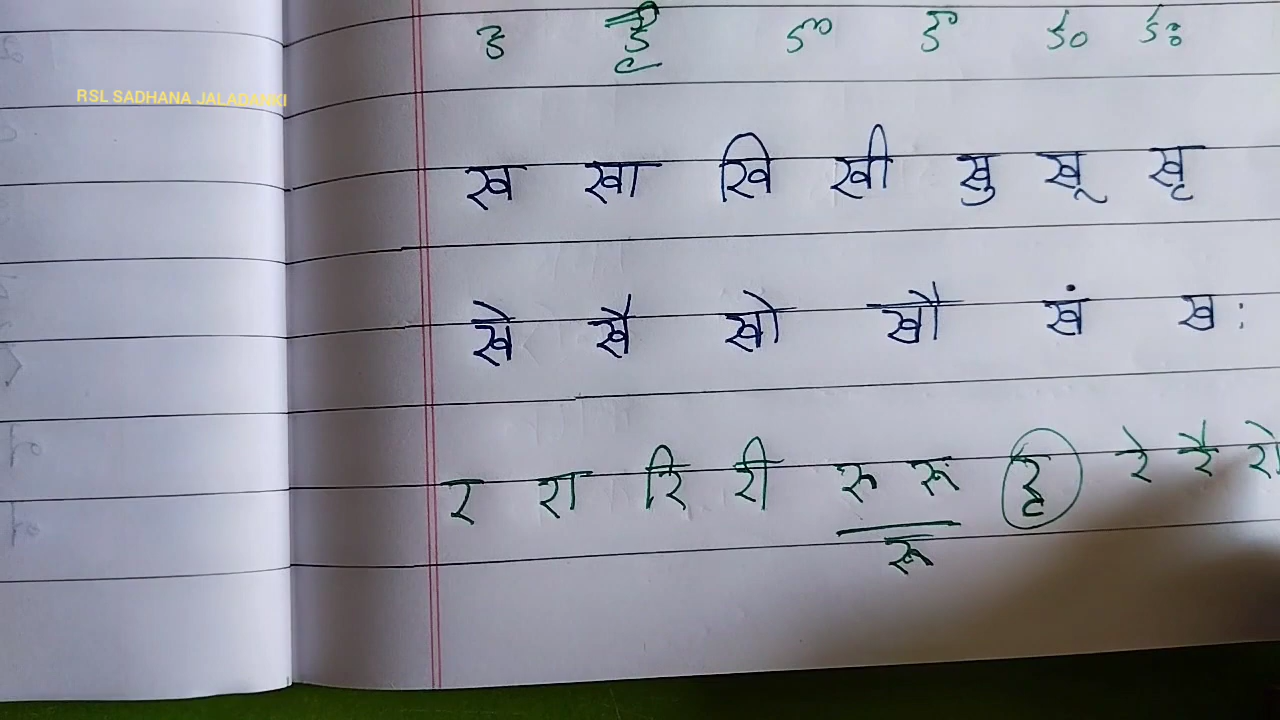 RSL SADHANA JALADANKI
కె కై కొ కో కం కః
ख खा खि खी खु खू खृ
खे खै खो खौ खं ख:
र रा रि री रु रू हृ रे रै रो
रू